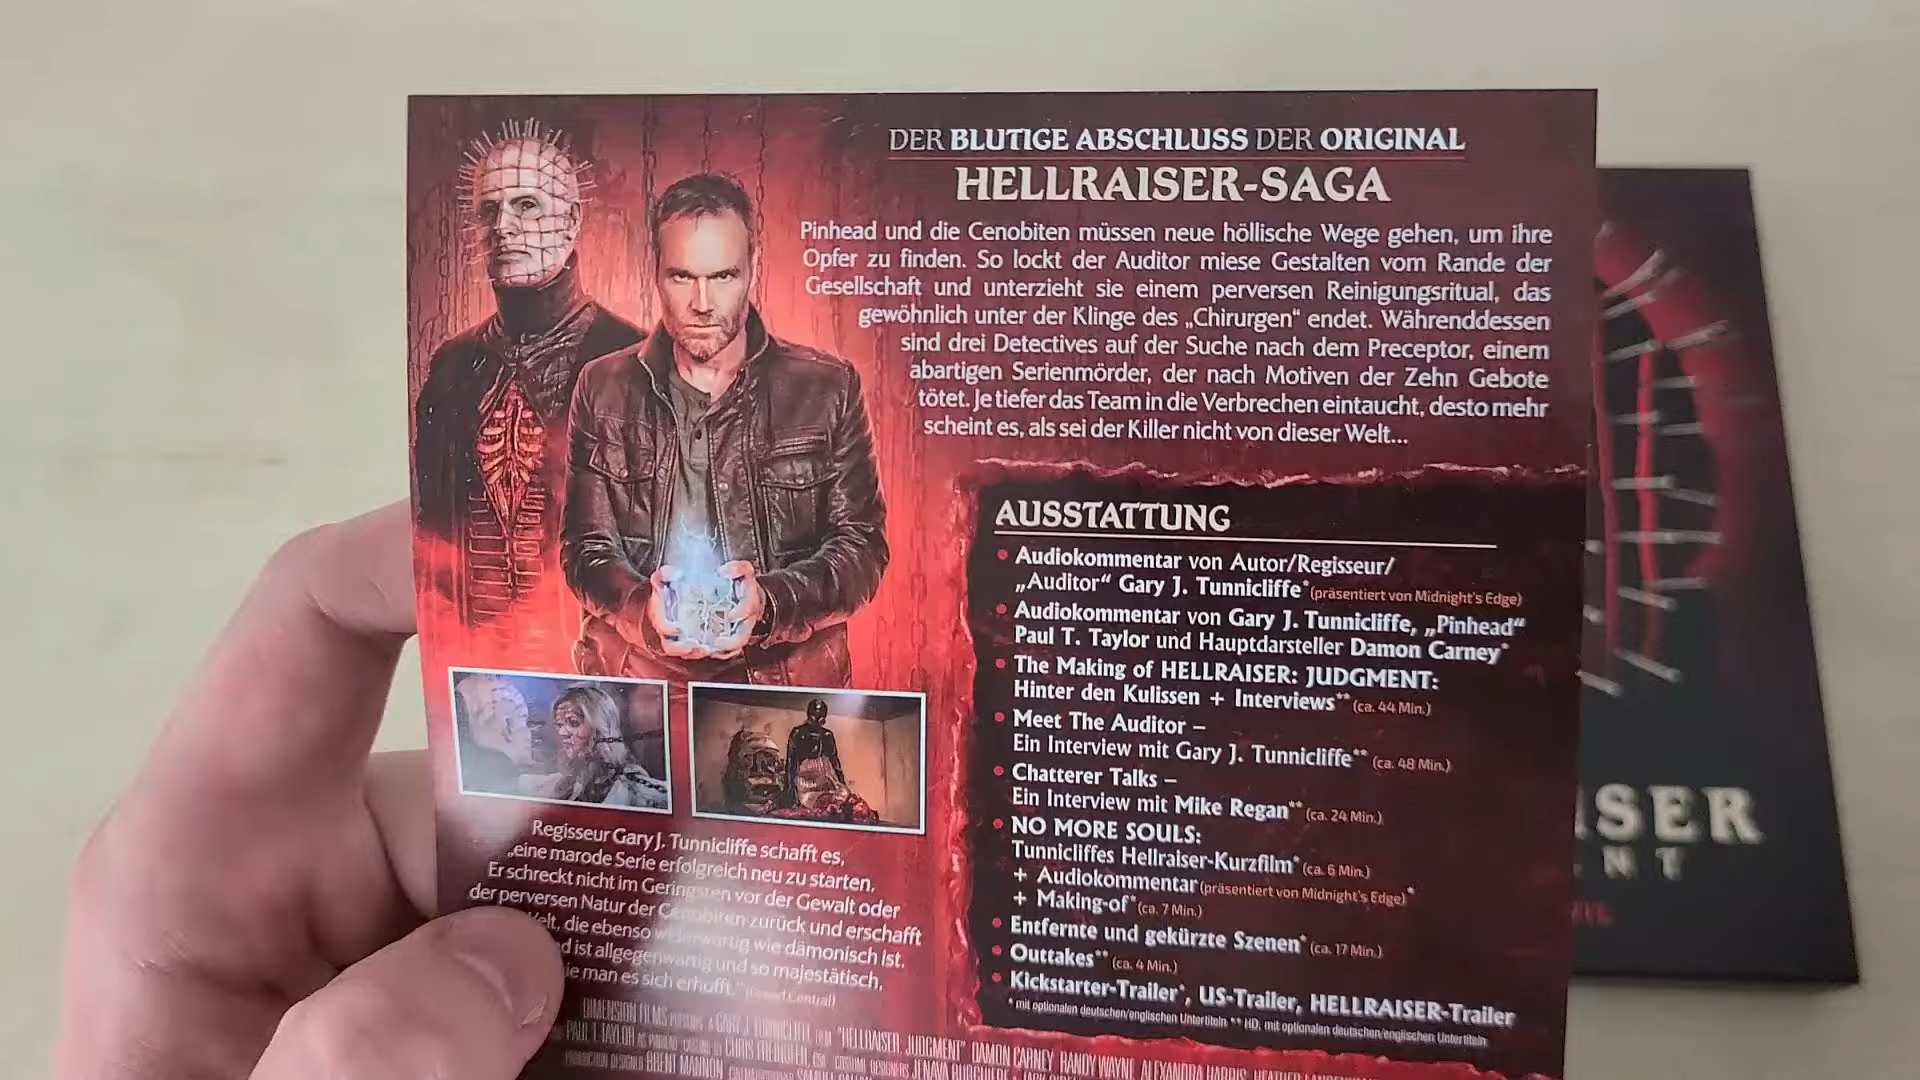 DER BLUTIGE ABSCHLUSS DER ORIGINAL
HELLRAISER-SAGA
Pinhead und die Cenobiten müssen neue höllische Wege gehen, um ihre
Opfer zu finden. So lockt der Auditor miese Gestalten vom Rande der
Gesellschaft und unterzieht sie einem perversen Reinigungsritual, das
gewöhnlich unter der Klinge des „Chirurgen“ endet. Währenddessen
sind drei Detectives auf der Suche nach dem Preceptor, einem
abartigen Serienmörder, der nach Motiven der Zehn Gebote
tötet. Je tiefer das Team in die Verbrechen eintaucht, desto mehr
scheint es, als sei der Killer nicht von dieser Welt...
AUSSTATTUNG
• Audiokommentar von Autor/Regisseur/
„Auditor“ Gary J. Tunnicliffe* (präsentiert von Midnight's Edge)
• Audiokommentar von Gary J. Tunnicliffe, „Pinhead“
Paul T. Taylor und Hauptdarsteller Damon Carney*
• The Making of HELLRAISER: JUDGMENT:
Hinter den Kulissen + Interviews** (ca. 44 Min.)
• Meet The Auditor –
Ein Interview mit Gary J. Tunnicliffe** (ca. 48 Min.)
• Chatterer Talks –
Ein Interview mit Mike Regan** (ca. 24 Min.)
• NO MORE SOULS:
Tunnicliffes Hellraiser-Kurzfilm* (ca. 6 Min.)
+ Audiokommentar (präsentiert von Midnight's Edge)*
+ Making-of* (ca. 7 Min.)
• Entfernte und gekürzte Szenen* (ca. 17 Min.)
• Outtakes** (ca. 4 Min.)
• Kickstarter-Trailer*, US-Trailer, HELLRAISER-Trailer
* mit optionalen deutschen/englischen Untertiteln ** HD, mit optionalen deutschen/englischen Untertiteln
Regisseur Gary J. Tunnicliffe schafft es,
„eine marode Serie erfolgreich neu zu starten.
Er schreckt nicht im Geringsten vor der Gewalt oder
der perversen Natur der Cenobiten zurück und erschafft
die ebenso widerwärtig wie dämonisch ist.
ist allgegenwärtig und so majestätisch,
man es sich erhofft.“
DIMENSION FILMS A GARY J. TUNNICLIFFE FILM "HELLRAISER: JUDGMENT" DAMON CARNEY RANDY WAYNE ALEXANDRA HARRIS
PAUL T. TAYLOR AS PINHEAD
PRODUCTION DESIGNER BRENT MANNON
ISER
ENT